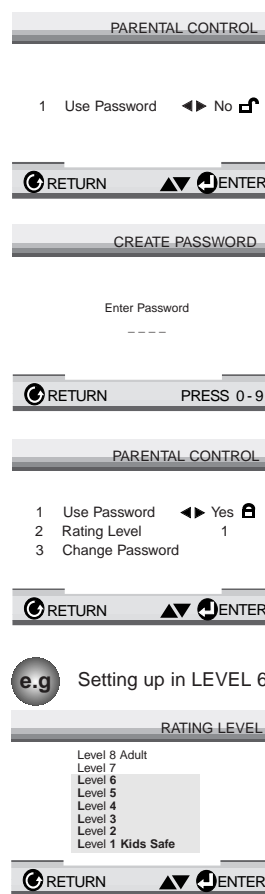 PARENTAL CONTROL
1 Use Password ◀▶ No
RETURN ▲▼ ENTER
CREATE PASSWORD
Enter Password
_ _ _ _
RETURN PRESS 0-9
PARENTAL CONTROL
1 Use Password ◀▶ Yes
2 Rating Level 1
3 Change Password
RETURN ▲▼ ENTER
e.g Setting up in LEVEL 6
RATING LEVEL
Level 8 Adult
Level 7
Level 6
Level 5
Level 4
Level 3
Level 2
Level 1 Kids Safe
RETURN ▲▼ ENTER